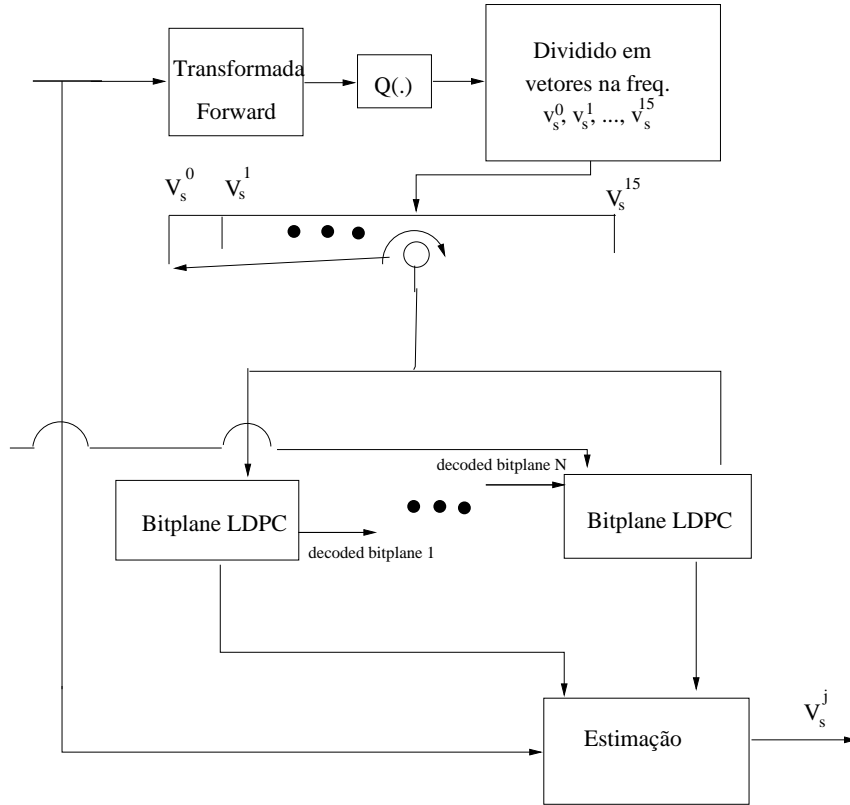 Transformada
Forward
Q(.)
Dividido em
vetores na freq.
v_s^0, v_s^1, ..., v_s^15
V_s^0
V_s^1
V_s^15
decoded bitplane N
Bitplane LDPC
decoded bitplane 1
Bitplane LDPC
Estimação
V_s^j